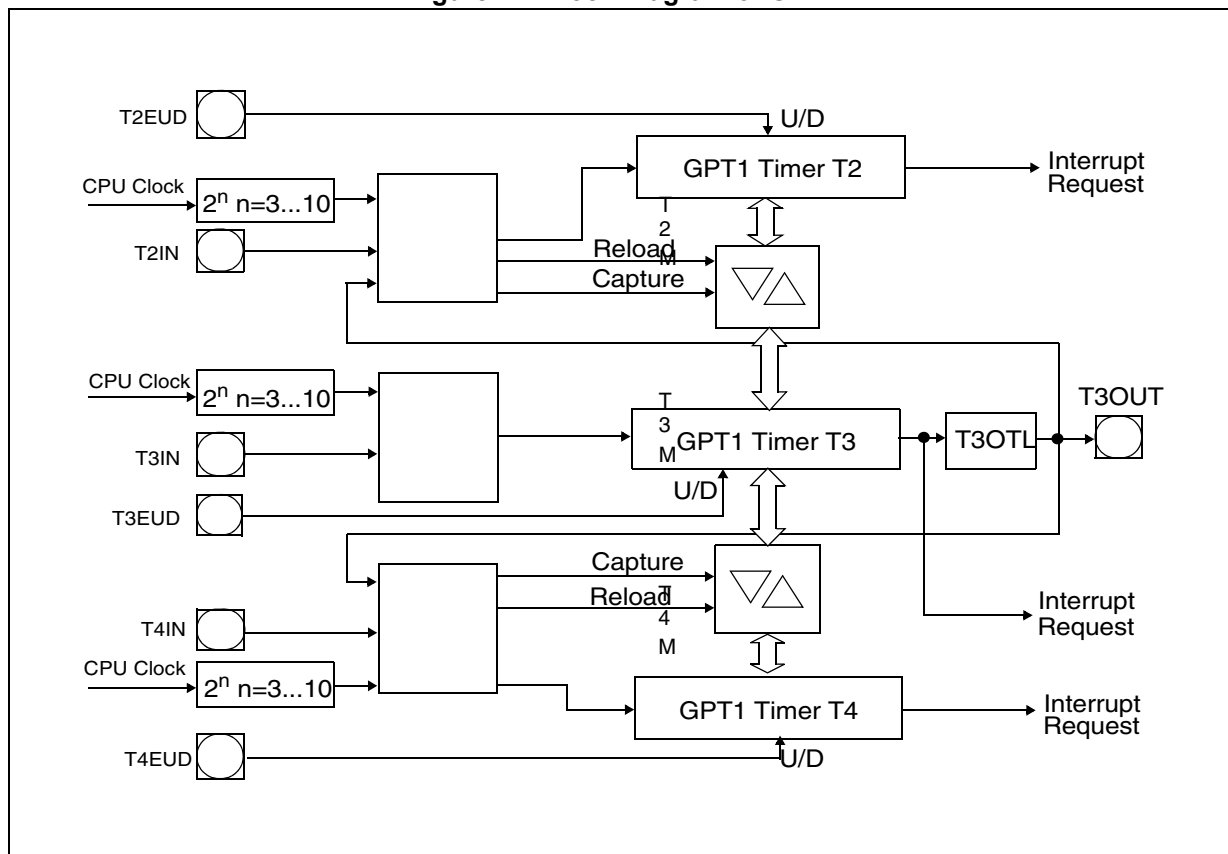 T2EUD
U/D
GPT1 Timer T2
Interrupt
Request
CPU Clock
2ⁿ n=3...10
T2IN
T
2
M
Reload
Capture
CPU Clock
2ⁿ n=3...10
T3IN
T3EUD
T
3
M
GPT1 Timer T3
U/D
T3OTL
T3OUT
Capture
Reload
T
4
M
Interrupt
Request
T4IN
CPU Clock
2ⁿ n=3...10
GPT1 Timer T4
Interrupt
Request
T4EUD
U/D